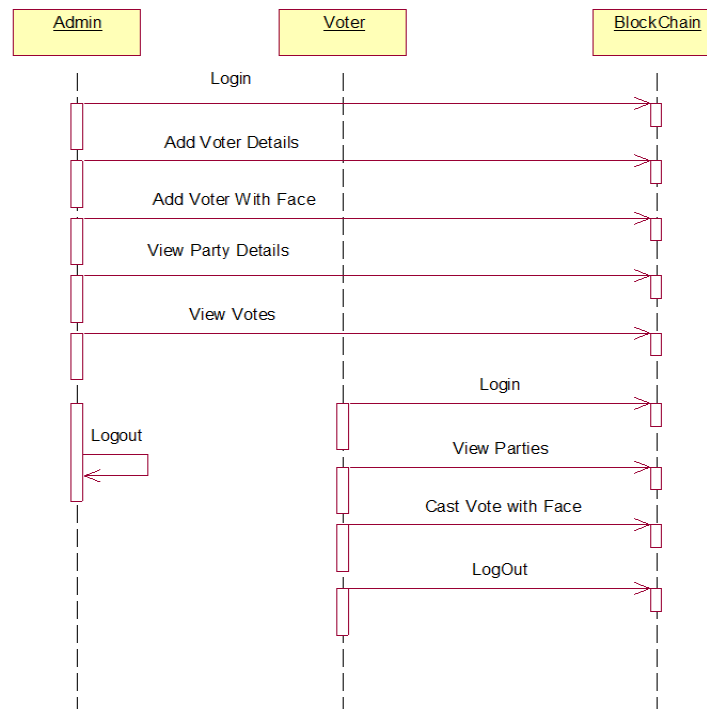 Admin
Voter
BlockChain
Login
Add Voter Details
Add Voter With Face
View Party Details
View Votes
Login
Logout
View Parties
Cast Vote with Face
LogOut